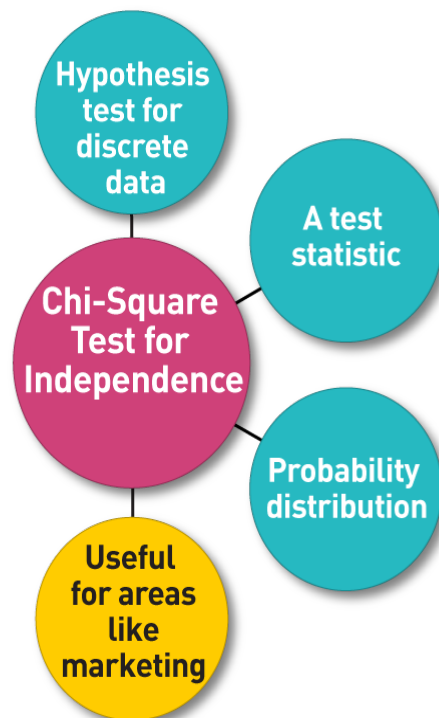 Hypothesis
test for
discrete
data
A test
statistic
Chi-Square
Test for
Independence
Probability
distribution
Useful
for areas
like
marketing